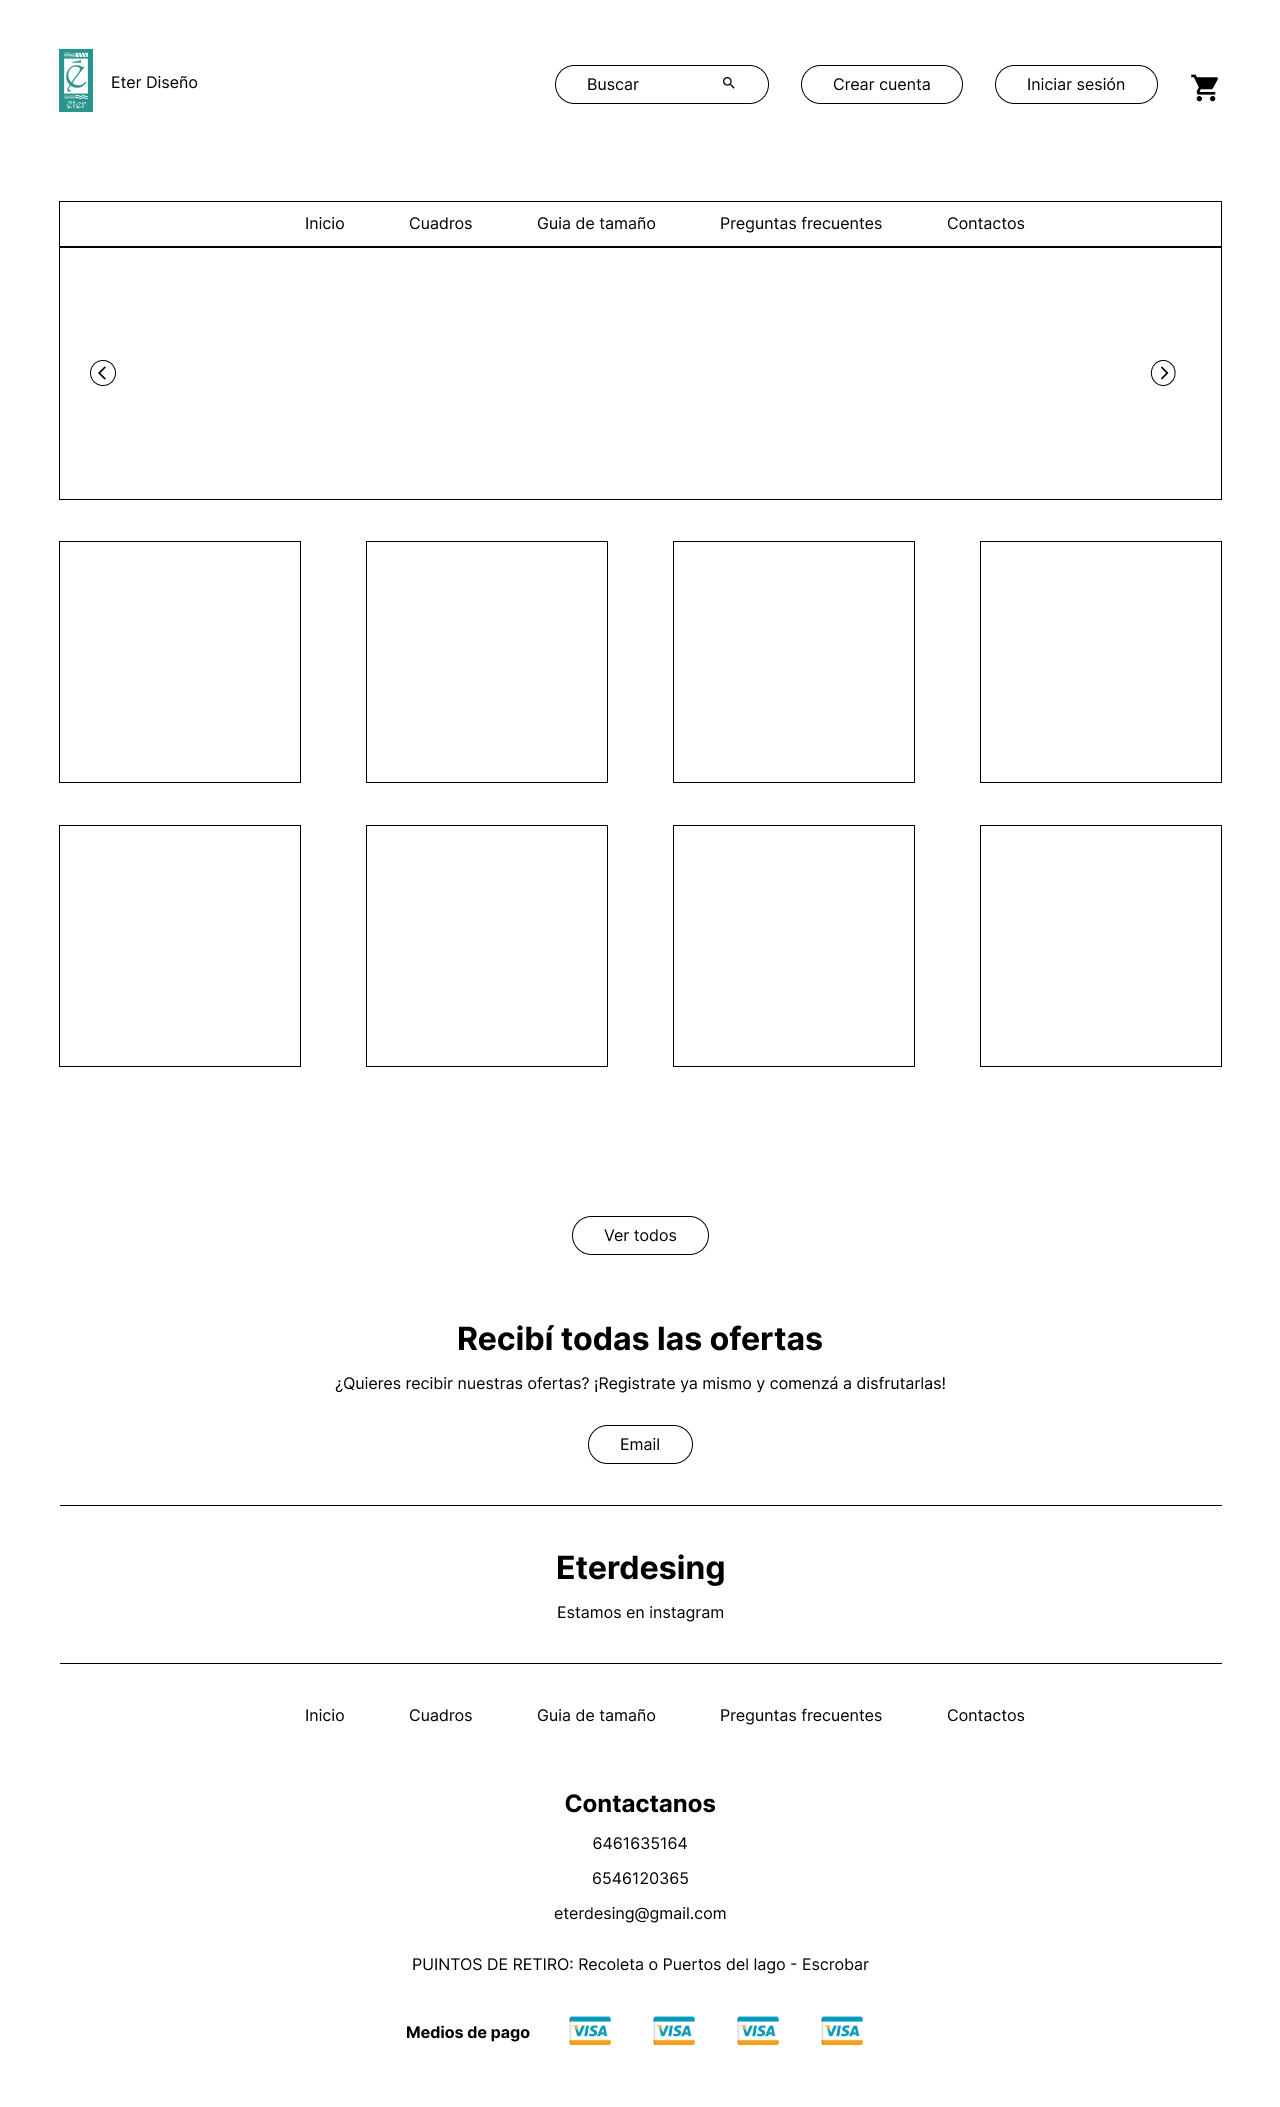 eter
Eter Diseño
Buscar
Crear cuenta
Iniciar sesión
Inicio Cuadros Guia de tamaño Preguntas frecuentes Contactos
Ver todos
Recibí todas las ofertas
¿Quieres recibir nuestras ofertas? ¡Registrate ya mismo y comenzá a disfrutarlas!
Email
Eterdesing
Estamos en instagram
Inicio Cuadros Guia de tamaño Preguntas frecuentes Contactos
Contactanos
6461635164
6546120365
eterdesing@gmail.com
PUINTOS DE RETIRO: Recoleta o Puertos del lago - Escrobar
Medios de pago VISA VISA VISA VISA